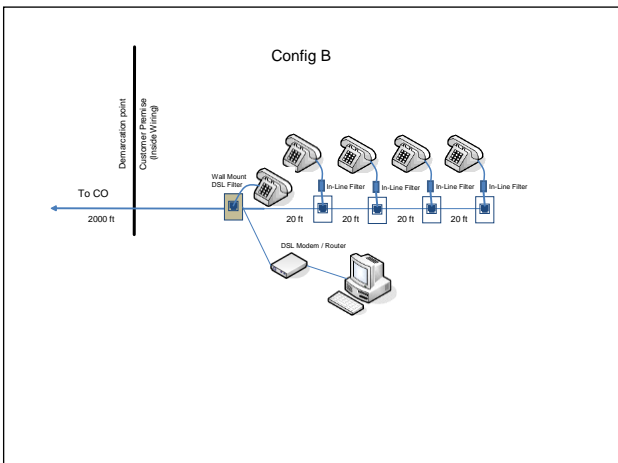 Config B
Demarcation point
Customer Premise
(Inside Wiring)
Wall Mount
DSL Filter
In-Line Filter
In-Line Filter
In-Line Filter
In-Line Filter
To CO
2000 ft
20 ft
20 ft
20 ft
20 ft
DSL Modem / Router